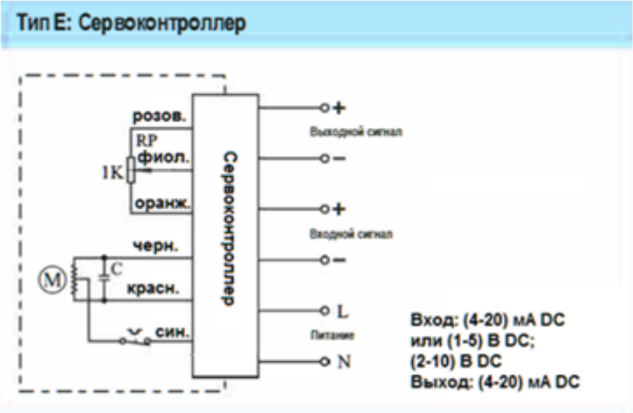 Тип Е: Сервоконтроллер
розов.
RP
фиол.
1K
оранж.
черн.
C
M
красн.
син.
Сервоконтроллер
+
Выходной сигнал
−
+
Входной сигнал
−
L
Питание
N
Вход: (4-20) мА DC
или (1-5) В DC;
(2-10) В DC
Выход: (4-20) мА DC